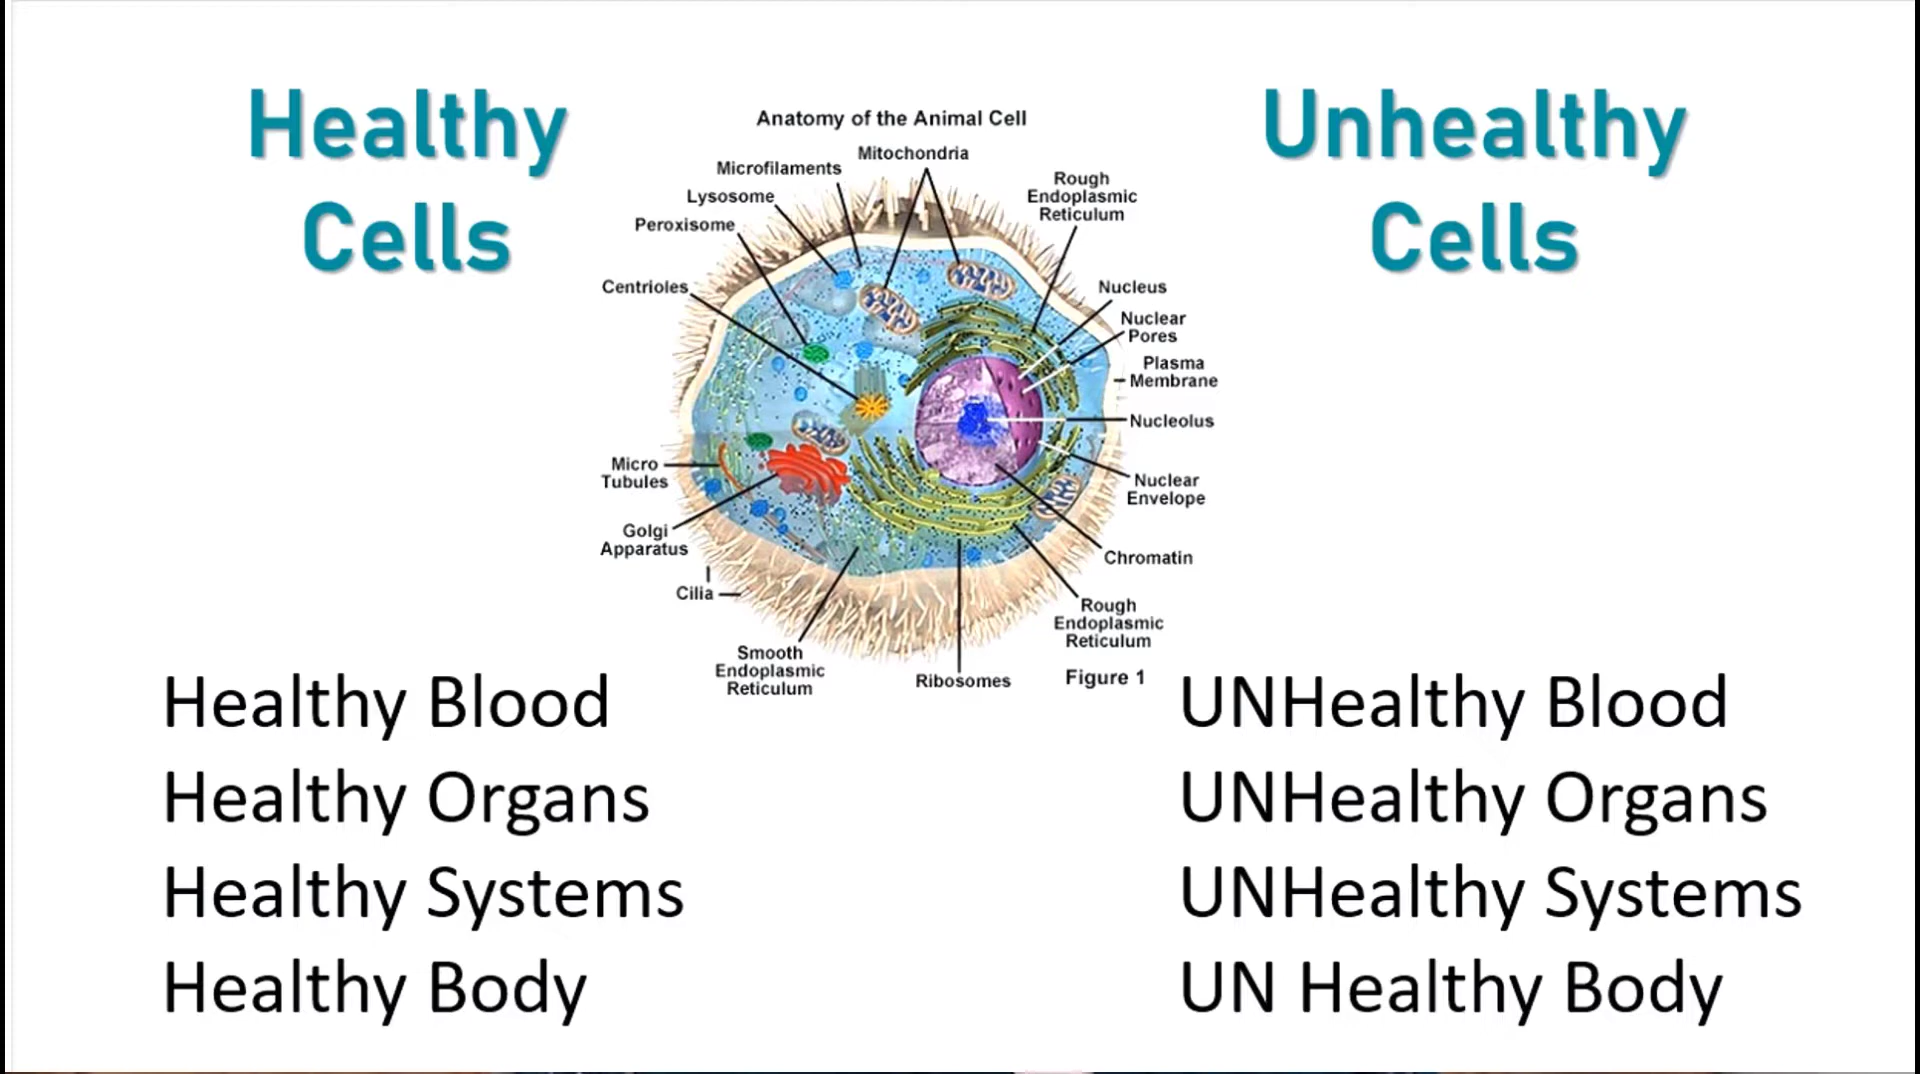 Healthy
Cells
Anatomy of the Animal Cell
Mitochondria
Microfilaments
Lysosome
Peroxisome
Centrioles
Rough
Endoplasmic
Reticulum
Nucleus
Nuclear
Pores
Plasma
Membrane
Nucleolus
Micro
Tubules
Nuclear
Envelope
Golgi
Apparatus
Chromatin
Cilia
Rough
Endoplasmic
Reticulum
Smooth
Endoplasmic
Reticulum
Ribosomes
Figure 1
Unhealthy
Cells
Healthy Blood
Healthy Organs
Healthy Systems
Healthy Body
UNHealthy Blood
UNHealthy Organs
UNHealthy Systems
UN Healthy Body